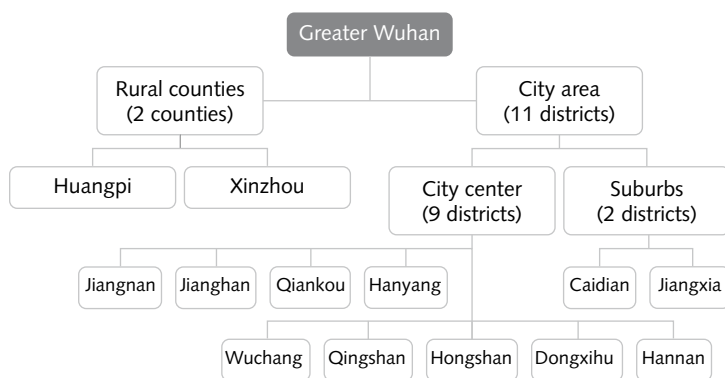 Greater Wuhan
Rural counties
(2 counties)
City area
(11 districts)
Huangpi
Xinzhou
City center
(9 districts)
Suburbs
(2 districts)
Jiangnan
Jianghan
Qiankou
Hanyang
Caidian
Jiangxia
Wuchang
Qingshan
Hongshan
Dongxihu
Hannan